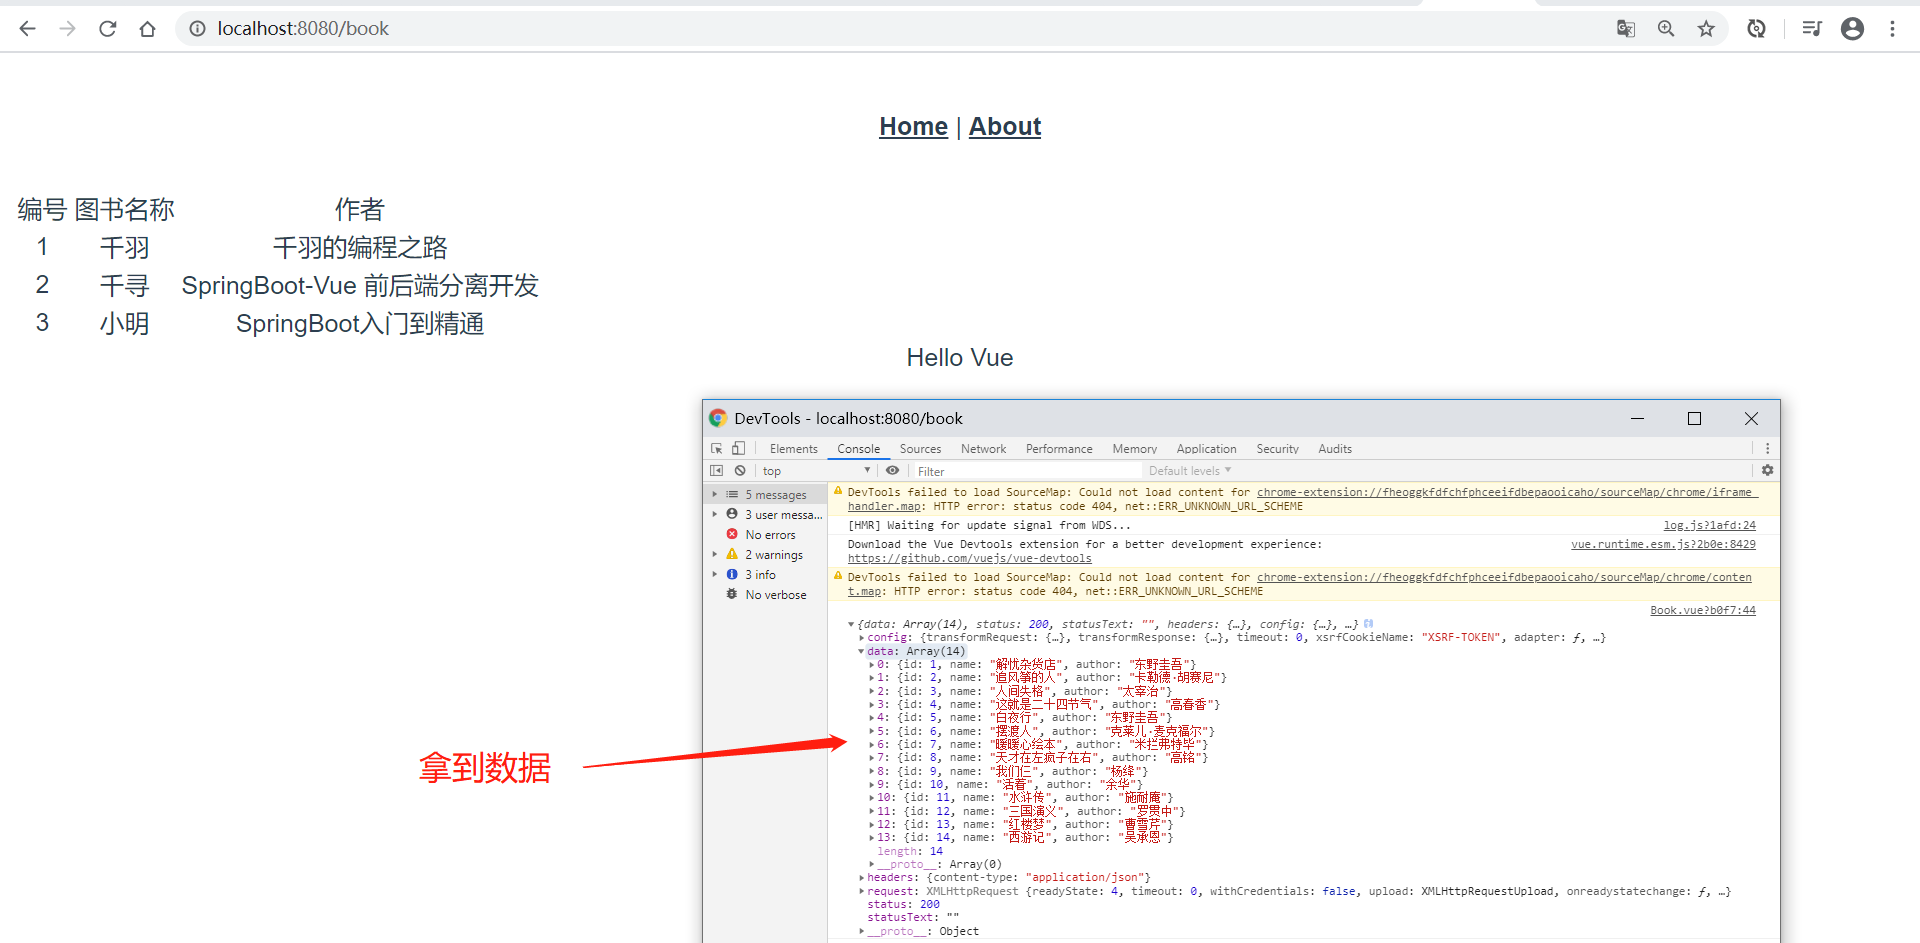 localhost:8080/book
Home | About
编号 图书名称 作者
1 千羽 千羽的编程之路
2 千寻 SpringBoot-Vue 前后端分离开发
3 小明 SpringBoot入门到精通
Hello Vue
DevTools - localhost:8080/book
Elements Console Sources Network Performance Memory Application Security Audits
top Filter Default levels
5 messages
3 user messa...
No errors
2 warnings
3 info
No verbose
DevTools failed to load SourceMap: Could not load content for chrome-extension://fheoggkfdfchfphceeifdbepaooicaho/sourceMap/chrome/iframe_
handler.map: HTTP error: status code 404, net::ERR_UNKNOWN_URL_SCHEME
[HMR] Waiting for update signal from WDS... log.js?1afd:24
Download the Vue Devtools extension for a better development experience: vue.runtime.esm.js?2b0e:8429
https://github.com/vuejs/vue-devtools
DevTools failed to load SourceMap: Could not load content for chrome-extension://fheoggkfdfchfphceeifdbepaooicaho/sourceMap/chrome/conten
t.map: HTTP error: status code 404, net::ERR_UNKNOWN_URL_SCHEME
Book.vue?b0f7:44
{data: Array(14), status: 200, statusText: "", headers: {…}, config: {…}, …}
config: {transformRequest: {…}, transformResponse: {…}, timeout: 0, xsrfCookieName: "XSRF-TOKEN", adapter: ƒ, …}
data: Array(14)
0: {id: 1, name: "解忧杂货店", author: "东野圭吾"}
1: {id: 2, name: "追风筝的人", author: "卡勒德·胡赛尼"}
2: {id: 3, name: "人间失格", author: "太宰治"}
3: {id: 4, name: "这就是二十四节气", author: "高春香"}
4: {id: 5, name: "白夜行", author: "东野圭吾"}
5: {id: 6, name: "摆渡人", author: "克莱儿·麦克福尔"}
6: {id: 7, name: "暖暖心绘本", author: "米拦弗特毕"}
7: {id: 8, name: "天才在左疯子在右", author: "高铭"}
8: {id: 9, name: "我们仨", author: "杨绛"}
9: {id: 10, name: "活着", author: "余华"}
10: {id: 11, name: "水浒传", author: "施耐庵"}
11: {id: 12, name: "三国演义", author: "罗贯中"}
12: {id: 13, name: "红楼梦", author: "曹雪芹"}
13: {id: 14, name: "西游记", author: "吴承恩"}
length: 14
__proto__: Array(0)
headers: {content-type: "application/json"}
request: XMLHttpRequest {readyState: 4, timeout: 0, withCredentials: false, upload: XMLHttpRequestUpload, onreadystatechange: ƒ, …}
status: 200
statusText: ""
__proto__: Object
拿到数据